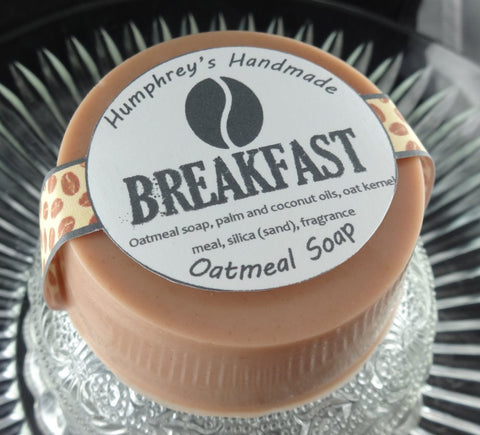 Humphrey's Handmade
BREAKFAST
Oatmeal soap, palm and coconut oils, oat kernel
meal, silica (sand), fragrance
Oatmeal Soap